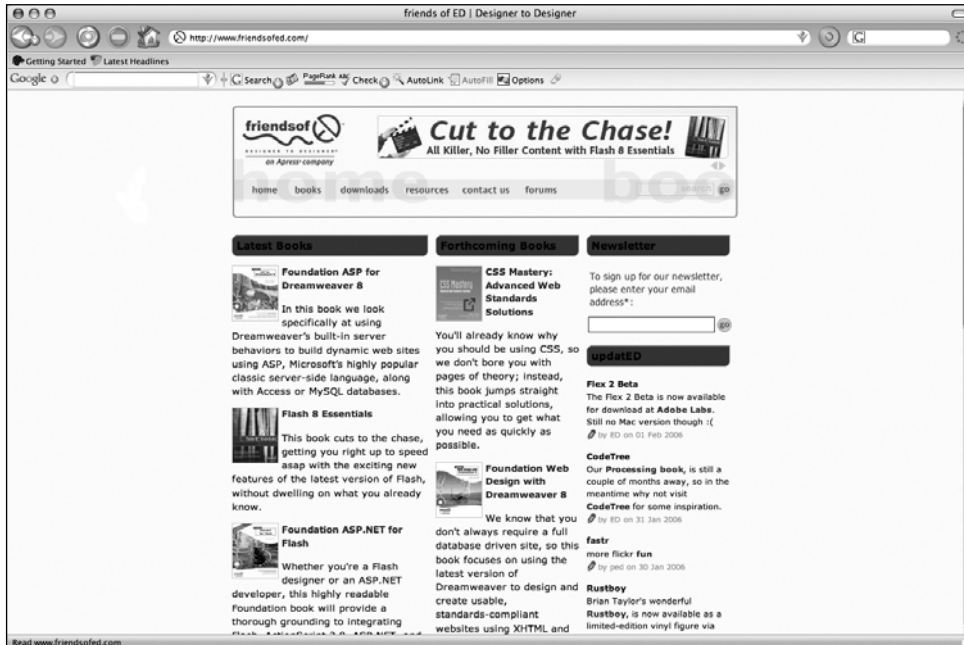 friends of ED | Designer to Designer
http://www.friendsofed.com/
G
Getting Started Latest Headlines
Google G Search PageRank ABC Check AutoLink AutoFill Options
friendsof
DESIGNER TO DESIGNER
an Apress company
Cut to the Chase!
All Killer, No Filler Content with Flash 8 Essentials
home boo
home books downloads resources contact us forums search go
Latest Books
Foundation ASP for
Dreamweaver 8
In this book we look
specifically at using
Dreamweaver's built-in server
behaviors to build dynamic web sites
using ASP, Microsoft's highly popular
classic server-side language, along
with Access or MySQL databases.
Flash 8 Essentials
This book cuts to the chase,
getting you right up to speed
asap with the exciting new
features of the latest version of Flash,
without dwelling on what you already
know.
Foundation ASP.NET for
Flash
Whether you're a Flash
designer or an ASP.NET
developer, this highly readable
Foundation book will provide a
thorough grounding to integrating
Flash, ActionScript 2.0, ASP.NET, and
Forthcoming Books
CSS Mastery
CSS Mastery:
Advanced Web
Standards
Solutions
You'll already know why
you should be using CSS, so
we don't bore you with
pages of theory; instead,
this book jumps straight
into practical solutions,
allowing you to get what
you need as quickly as
possible.
Foundation Web
Design with
Dreamweaver 8
We know that you
don't always require a full
database driven site, so this
book focuses on using the
latest version of
Dreamweaver to design and
create usable,
standards-compliant
websites using XHTML and
Newsletter
To sign up for our newsletter,
please enter your email
address*:
go
updatED
Flex 2 Beta
The Flex 2 Beta is now available
for download at Adobe Labs.
Still no Mac version though :(
by ED on 01 Feb 2006
CodeTree
Our Processing book, is still a
couple of months away, so in the
meantime why not visit
CodeTree for some inspiration.
by ED on 31 Jan 2006
fastr
more flickr fun
by ped on 30 Jan 2006
Rustboy
Brian Taylor's wonderful
Rustboy, is now available as a
limited-edition vinyl figure via
Read www.friendsofed.com